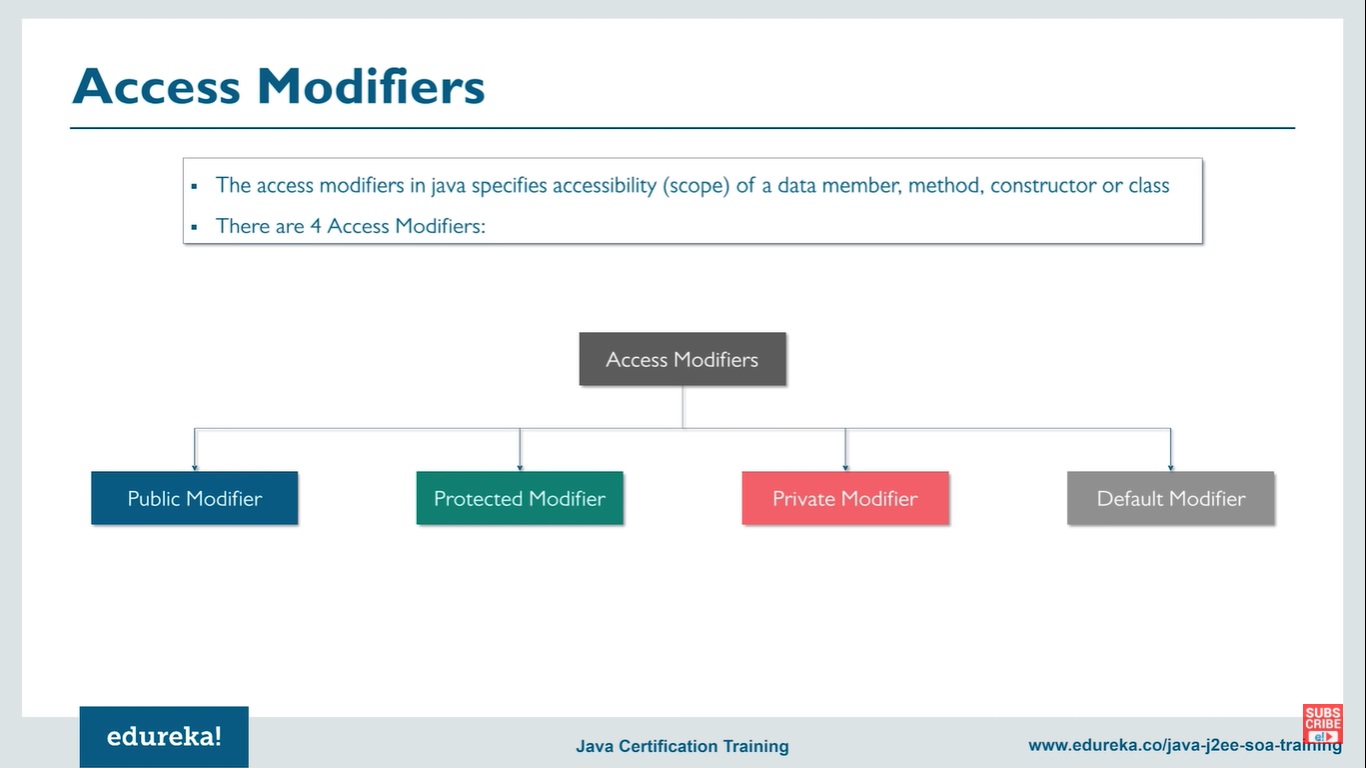 Access Modifiers
▪ The access modifiers in java specifies accessibility (scope) of a data member, method, constructor or class
▪ There are 4 Access Modifiers:
Access Modifiers
Public Modifier
Protected Modifier
Private Modifier
Default Modifier
edureka!
Java Certification Training
www.edureka.co/java-j2ee-soa-training
SUBS
CRIBE
e!